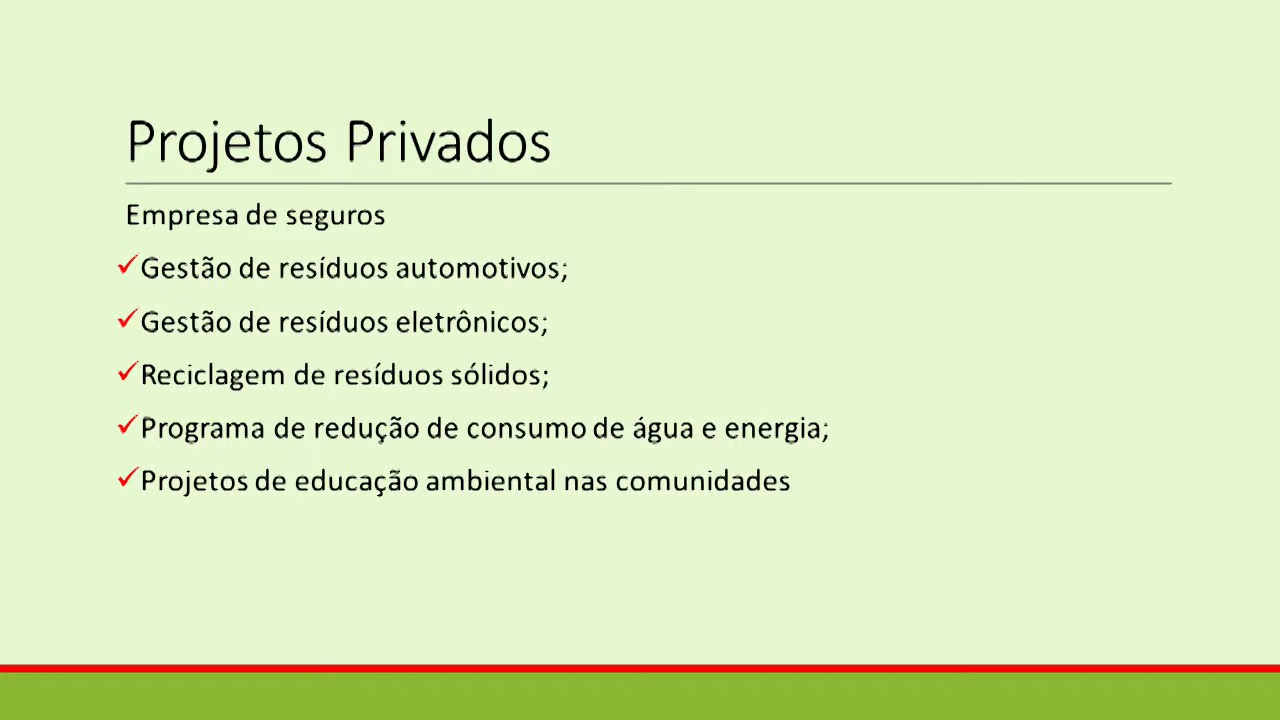 Projetos Privados
Empresa de seguros
✓Gestão de resíduos automotivos;
✓Gestão de resíduos eletrônicos;
✓Reciclagem de resíduos sólidos;
✓Programa de redução de consumo de água e energia;
✓Projetos de educação ambiental nas comunidades